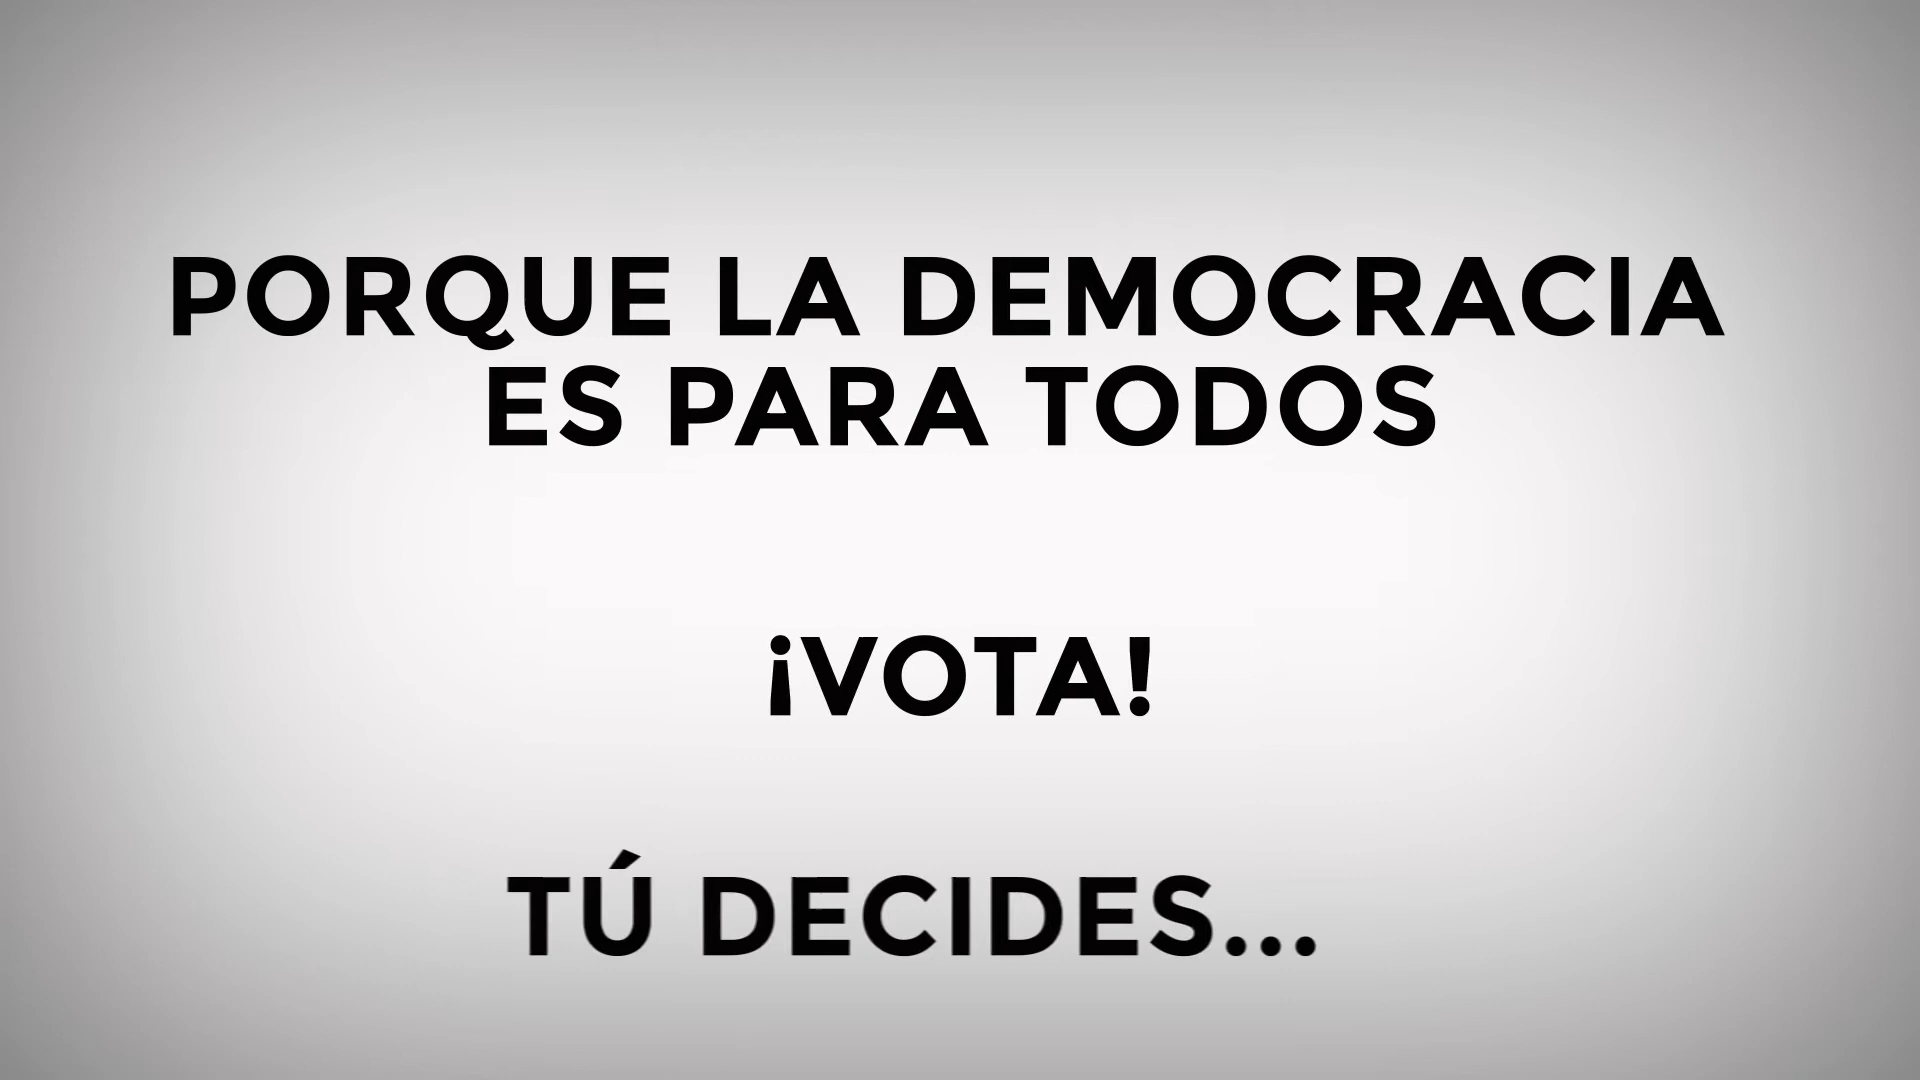 PORQUE LA DEMOCRACIA
ES PARA TODOS
¡VOTA!
TÚ DECIDES...